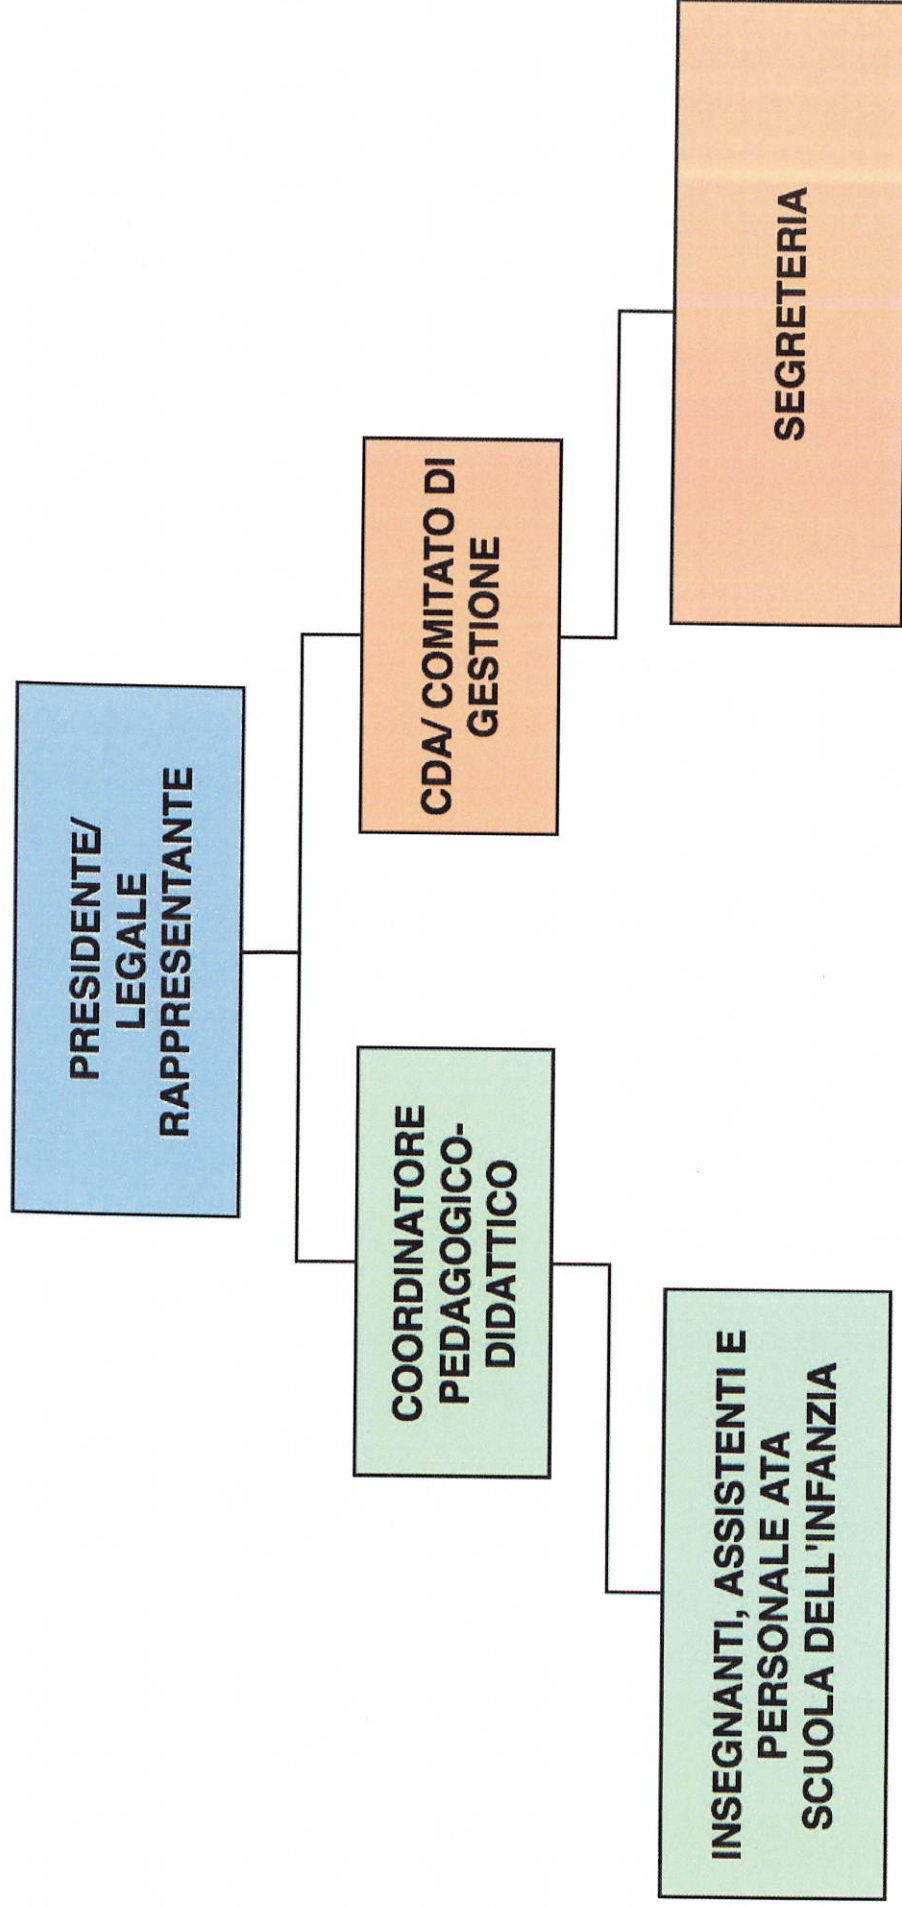 PRESIDENTE/
LEGALE
RAPPRESENTANTE
COORDINATORE
PEDAGOGICO-
DIDATTICO
CDA/ COMITATO DI
GESTIONE
INSEGNANTI, ASSISTENTI E
PERSONALE ATA
SCUOLA DELL'INFANZIA
SEGRETERIA